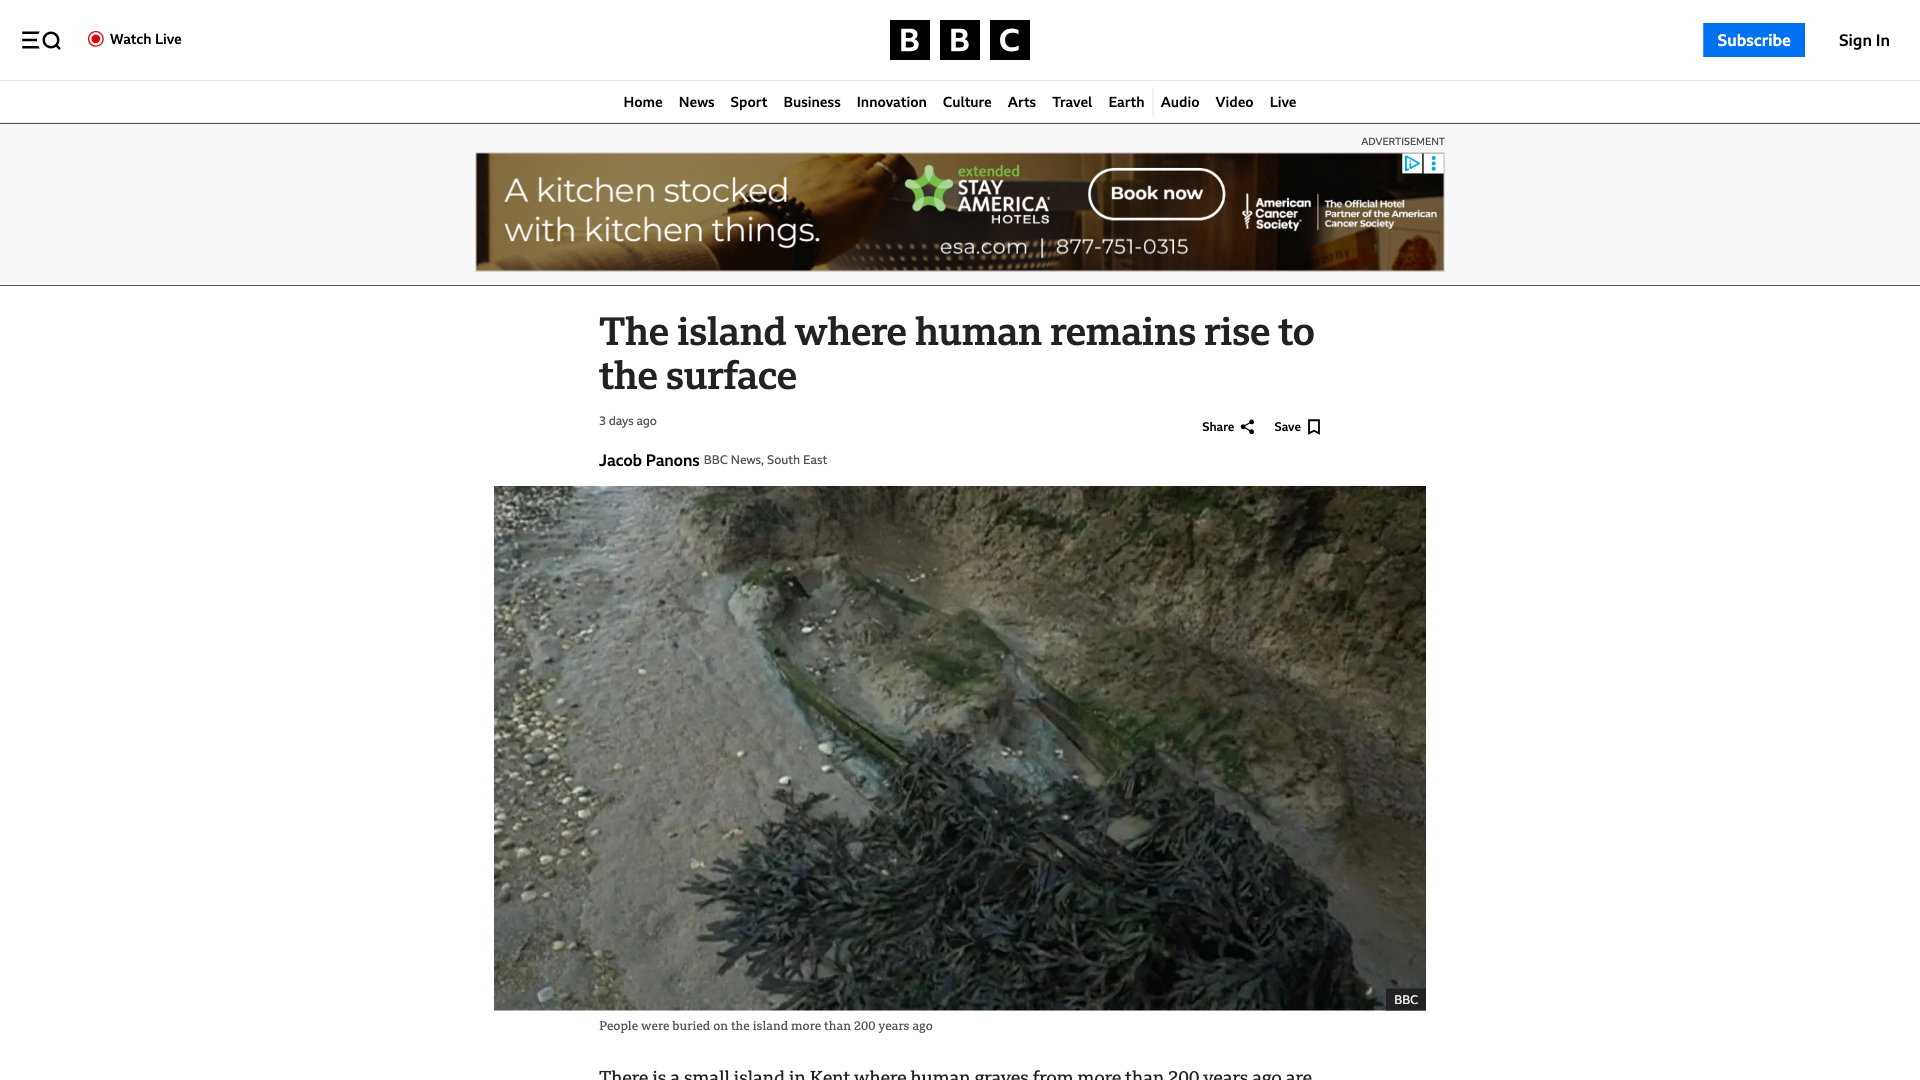 Watch Live
BBC
Subscribe
Sign In
Home News Sport Business Innovation Culture Arts Travel Earth Audio Video Live
ADVERTISEMENT
A kitchen stocked
with kitchen things.
extended
STAY
AMERICA
HOTELS
Book now
esa.com | 877-751-0315
American
Cancer
Society
The Official Hotel
Partner of the American
Cancer Society
The island where human remains rise to
the surface
3 days ago
Share
Save
Jacob Panons BBC News, South East
BBC
People were buried on the island more than 200 years ago
There is a small island in Kent where human graves from more than 200 years ago are